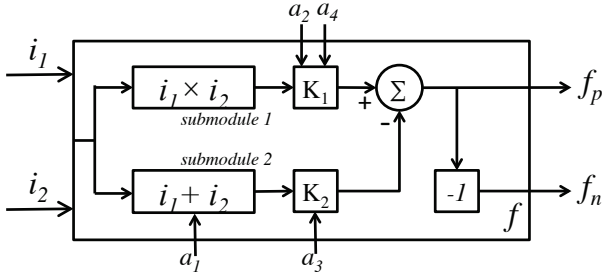 a₂ a₄
i₁
i₁ × i₂
K₁
+
Σ
-
fₚ
submodule 1
submodule 2
i₂
i₁ + i₂
K₂
-1
f
fₙ
a₁
a₃